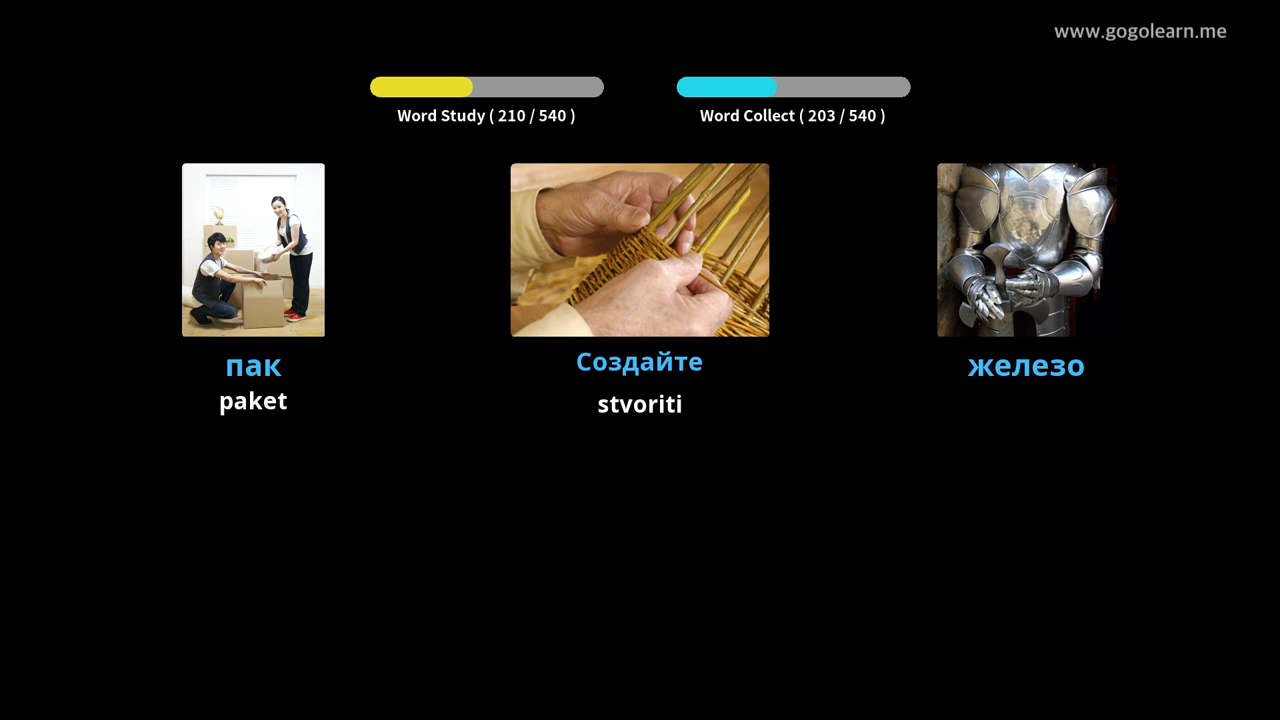 www.gogolearn.me
Word Study ( 210 / 540 )
Word Collect ( 203 / 540 )
пак
paket
Создайте
stvoriti
железо